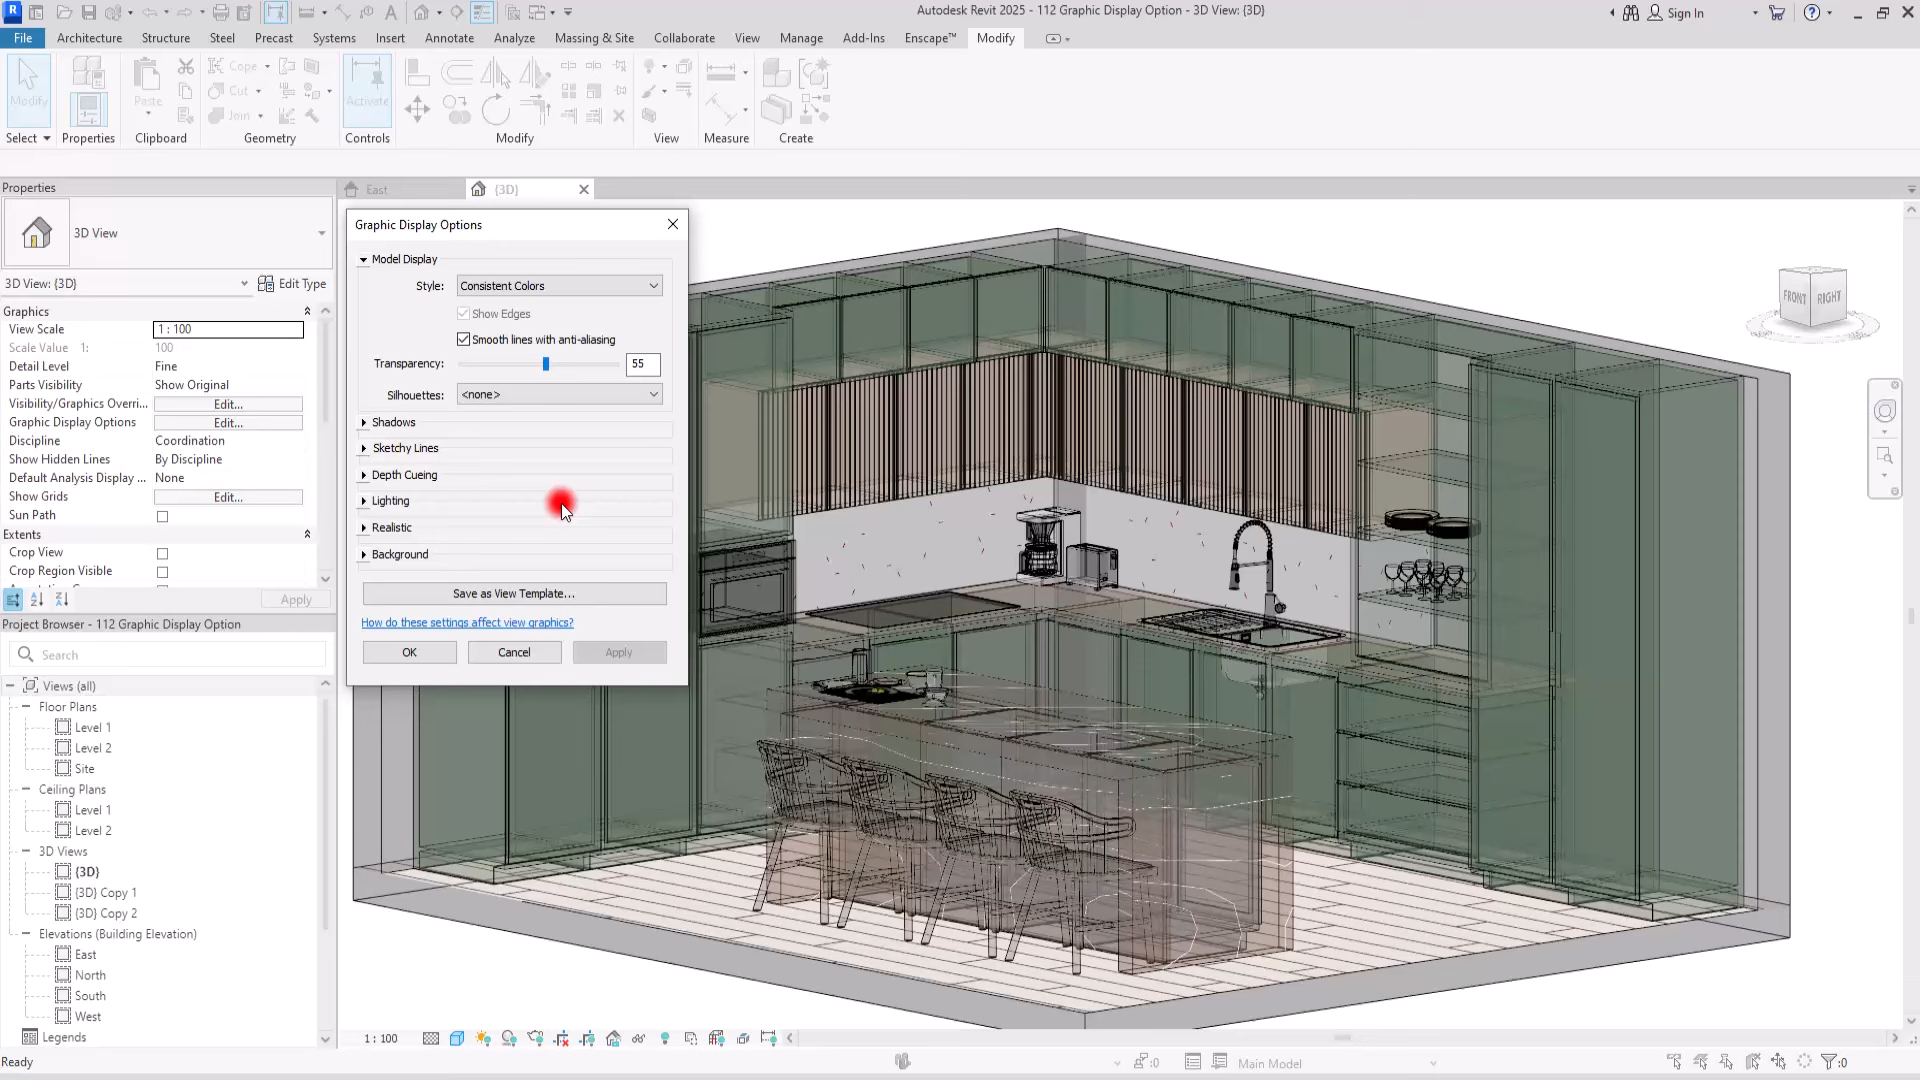 Autodesk Revit 2025 - 112 Graphic Display Option - 3D View: {3D}
Sign In
File
Architecture
Structure
Steel
Precast
Systems
Insert
Annotate
Analyze
Massing & Site
Collaborate
View
Manage
Add-Ins
Enscape™
Modify
Modify
Paste
Cope
Cut
Join
Activate
Select
Properties
Clipboard
Geometry
Controls
Modify
View
Measure
Create
Properties
3D View
3D View: {3D}
Edit Type
Graphics
View Scale
1 : 100
Scale Value 1:
100
Detail Level
Fine
Parts Visibility
Show Original
Visibility/Graphics Overri...
Edit...
Graphic Display Options
Edit...
Discipline
Coordination
Show Hidden Lines
By Discipline
Default Analysis Display ...
None
Show Grids
Edit...
Sun Path
Extents
Crop View
Crop Region Visible
Apply
Project Browser - 112 Graphic Display Option
Search
Views (all)
Floor Plans
Level 1
Level 2
Site
Ceiling Plans
Level 1
Level 2
3D Views
{3D}
{3D} Copy 1
{3D} Copy 2
Elevations (Building Elevation)
East
North
South
West
Legends
Ready
East
{3D}
Graphic Display Options
Model Display
Style:
Consistent Colors
Show Edges
Smooth lines with anti-aliasing
Transparency:
55
Silhouettes:
<none>
Shadows
Sketchy Lines
Depth Cueing
Lighting
Realistic
Background
Save as View Template...
How do these settings affect view graphics?
OK
Cancel
Apply
FRONT
RIGHT
1 : 100
:0
Main Model
:0